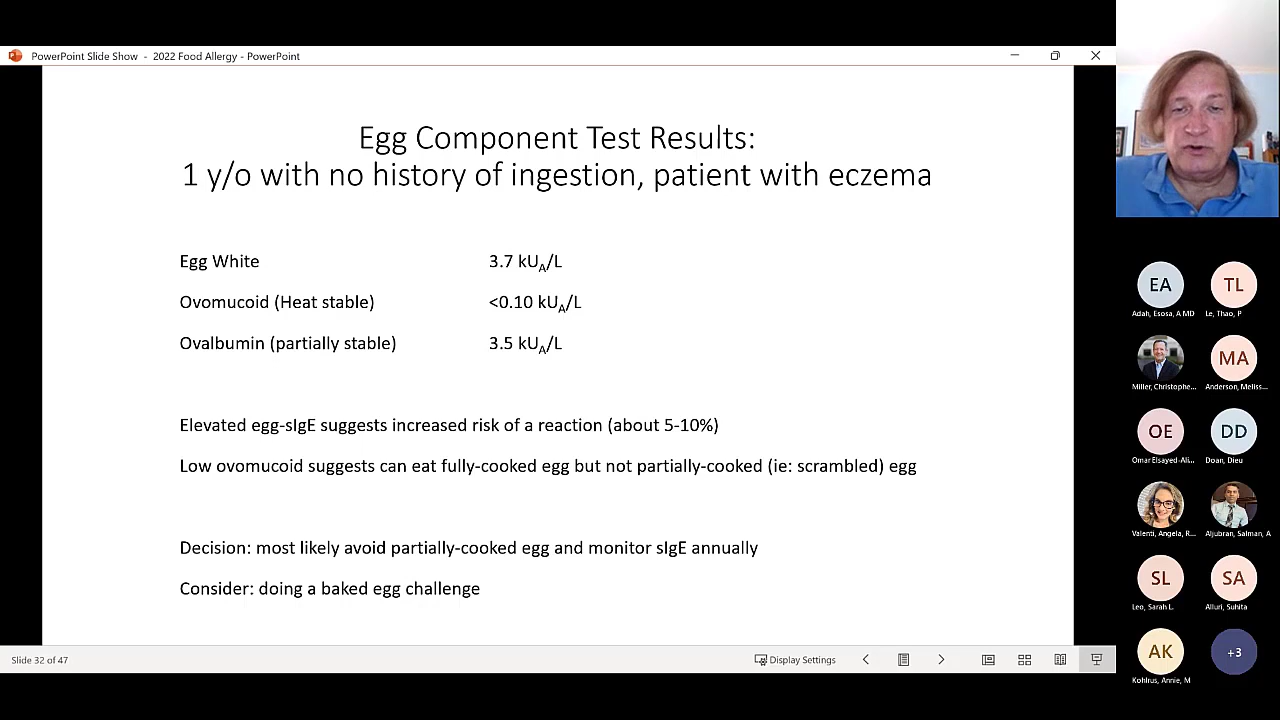 PowerPoint Slide Show - 2022 Food Allergy - PowerPoint
Egg Component Test Results:
1 y/o with no history of ingestion, patient with eczema
Egg White 3.7 kUA/L
Ovomucoid (Heat stable) <0.10 kUA/L
Ovalbumin (partially stable) 3.5 kUA/L
Elevated egg-sIgE suggests increased risk of a reaction (about 5-10%)
Low ovomucoid suggests can eat fully-cooked egg but not partially-cooked (ie: scrambled) egg
Decision: most likely avoid partially-cooked egg and monitor sIgE annually
Consider: doing a baked egg challenge
Slide 32 of 47
Display Settings
EA TL
Adah, Esosa, A MD Le, Thao, P
MA
Miller, Christophe... Anderson, Meliss...
OE DD
Omar Elsayed-Ali... Doan, Dieu
Valenti, Angela, R... Aljubran, Salman, A
SL SA
Leo, Sarah L. Alluri, Suhita
AK +3
Kohlrus, Annie, M